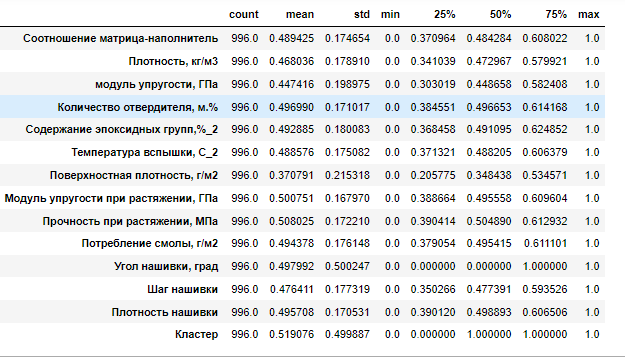 count mean std min 25% 50% 75% max
Соотношение матрица-наполнитель 996.0 0.489425 0.174654 0.0 0.370964 0.484284 0.608022 1.0
Плотность, кг/м3 996.0 0.468036 0.178910 0.0 0.341039 0.472967 0.579921 1.0
модуль упругости, ГПа 996.0 0.447416 0.198975 0.0 0.303019 0.448658 0.582408 1.0
Количество отвердителя, м.% 996.0 0.496990 0.171017 0.0 0.384551 0.496653 0.614168 1.0
Содержание эпоксидных групп,%_2 996.0 0.492885 0.180083 0.0 0.368458 0.491095 0.624852 1.0
Температура вспышки, С_2 996.0 0.488576 0.175082 0.0 0.371321 0.488205 0.606379 1.0
Поверхностная плотность, г/м2 996.0 0.370791 0.215318 0.0 0.205775 0.348438 0.534571 1.0
Модуль упругости при растяжении, ГПа 996.0 0.500751 0.167970 0.0 0.388664 0.495558 0.609604 1.0
Прочность при растяжении, МПа 996.0 0.508025 0.172210 0.0 0.390414 0.504890 0.612932 1.0
Потребление смолы, г/м2 996.0 0.494378 0.176148 0.0 0.379054 0.495415 0.611101 1.0
Угол нашивки, град 996.0 0.497992 0.500247 0.0 0.000000 0.000000 1.000000 1.0
Шаг нашивки 996.0 0.476411 0.177319 0.0 0.350266 0.477391 0.593526 1.0
Плотность нашивки 996.0 0.495708 0.170531 0.0 0.390120 0.498893 0.606506 1.0
Кластер 996.0 0.519076 0.499887 0.0 0.000000 1.000000 1.000000 1.0